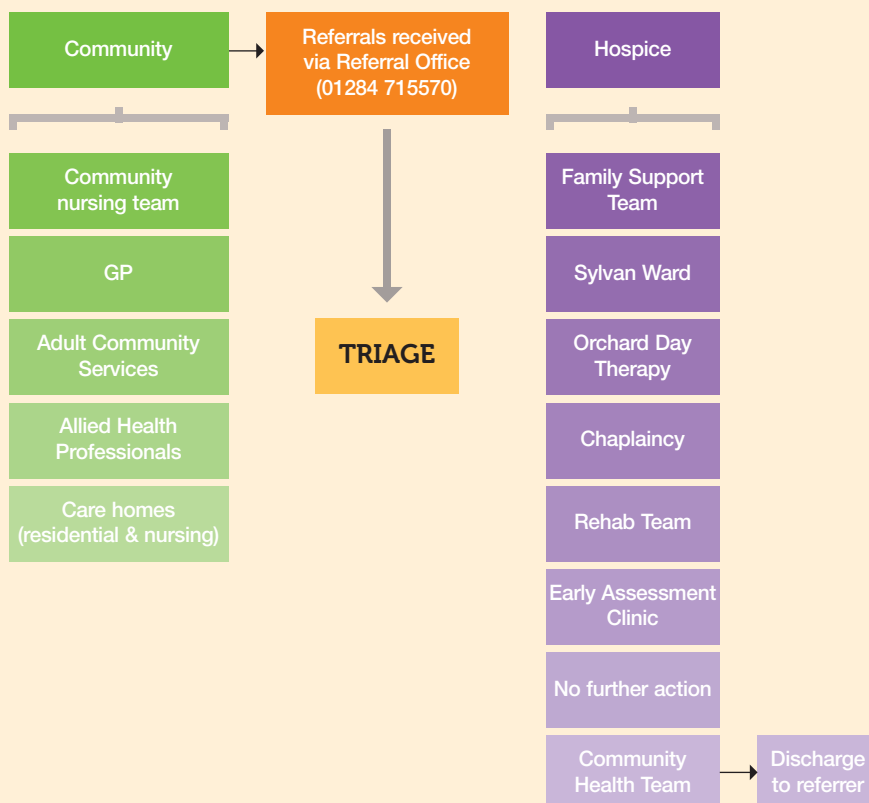 Community
Referrals received
via Referral Office
(01284 715570)
Hospice
Community
nursing team
GP
Adult Community
Services
Allied Health
Professionals
Care homes
(residential & nursing)
TRIAGE
Family Support
Team
Sylvan Ward
Orchard Day
Therapy
Chaplaincy
Rehab Team
Early Assessment
Clinic
No further action
Community
Health Team
Discharge
to referrer